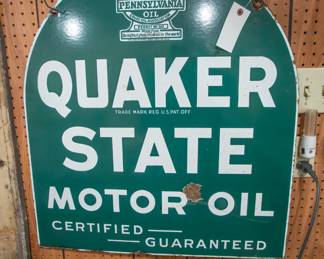 PENNSYLVANIA
OIL
QUAKER
TRADE MARK REG. U.S. PAT. OFF
STATE
MOTOR OIL
CERTIFIED
GUARANTEED